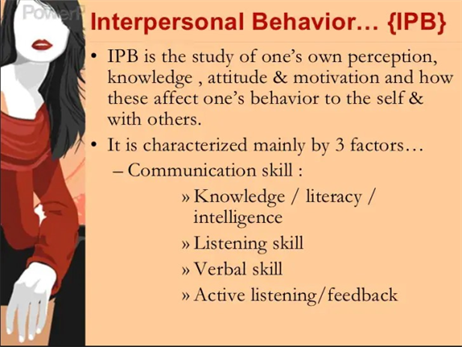 Interpersonal Behavior… {IPB}
• IPB is the study of one’s own perception,
knowledge , attitude & motivation and how
these affect one’s behavior to the self &
with others.
• It is characterized mainly by 3 factors…
– Communication skill :
» Knowledge / literacy /
intelligence
» Listening skill
» Verbal skill
» Active listening/feedback